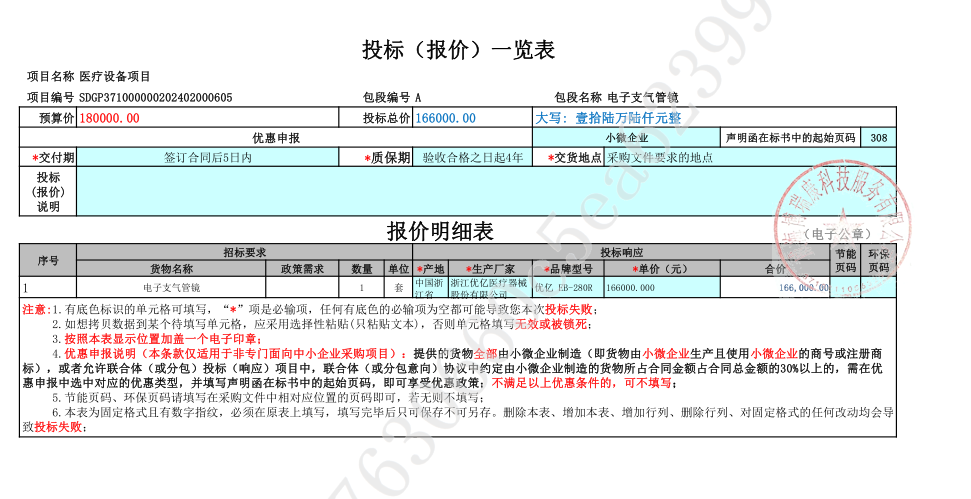 投标（报价）一览表
项目名称 医疗设备项目
项目编号 SDGP371000000202402000605 包段编号 A 包段名称 电子支气管镜
预算价 180000.00 投标总价 166000.00 大写: 壹拾陆万陆仟元整
优惠申报 小微企业 声明函在标书中的起始页码 308
*交付期 签订合同后5日内 *质保期 验收合格之日起4年 *交货地点 采购文件要求的地点
投标
(报价)
说明
（电子公章）
报价明细表
序号 招标要求 投标响应 节能页码 环保页码
货物名称 政策需求 数量 单位 *产地 *生产厂家 *品牌型号 *单价（元） 合价
1 电子支气管镜 1 套 中国浙江省 浙江优亿医疗器械股份有限公司 优亿 EB-280R 166000.000 166,000.00
注意:1.有底色标识的单元格可填写，“*”项是必输项，任何有底色的必输项为空都可能导致您本次投标失败;
2.如想拷贝数据到某个待填写单元格，应采用选择性粘贴(只粘贴文本)，否则单元格填写无效或被锁死;
3.按照本表显示位置加盖一个电子印章;
4.优惠申报说明（本条款仅适用于非专门面向中小企业采购项目）: 提供的货物全部由小微企业制造（即货物由小微企业生产且使用小微企业的商号或注册商
标），或者允许联合体（或分包）投标（响应）项目中，联合体（或分包意向）协议中约定由小微企业制造的货物所占合同金额占合同总金额的30%以上的，需在优
惠申报中选中对应的优惠类型，并填写声明函在标书中的起始页码，即可享受优惠政策; 不满足以上优惠条件的，可不填写;
5.节能页码、环保页码请填写在采购文件中相对应位置的页码即可，若无则不填写;
6.本表为固定格式且有数字指纹，必须在原表上填写，填写完毕后只可保存不可另存。删除本表、增加本表、增加行列、删除行列、对固定格式的任何改动均会导
致投标失败;